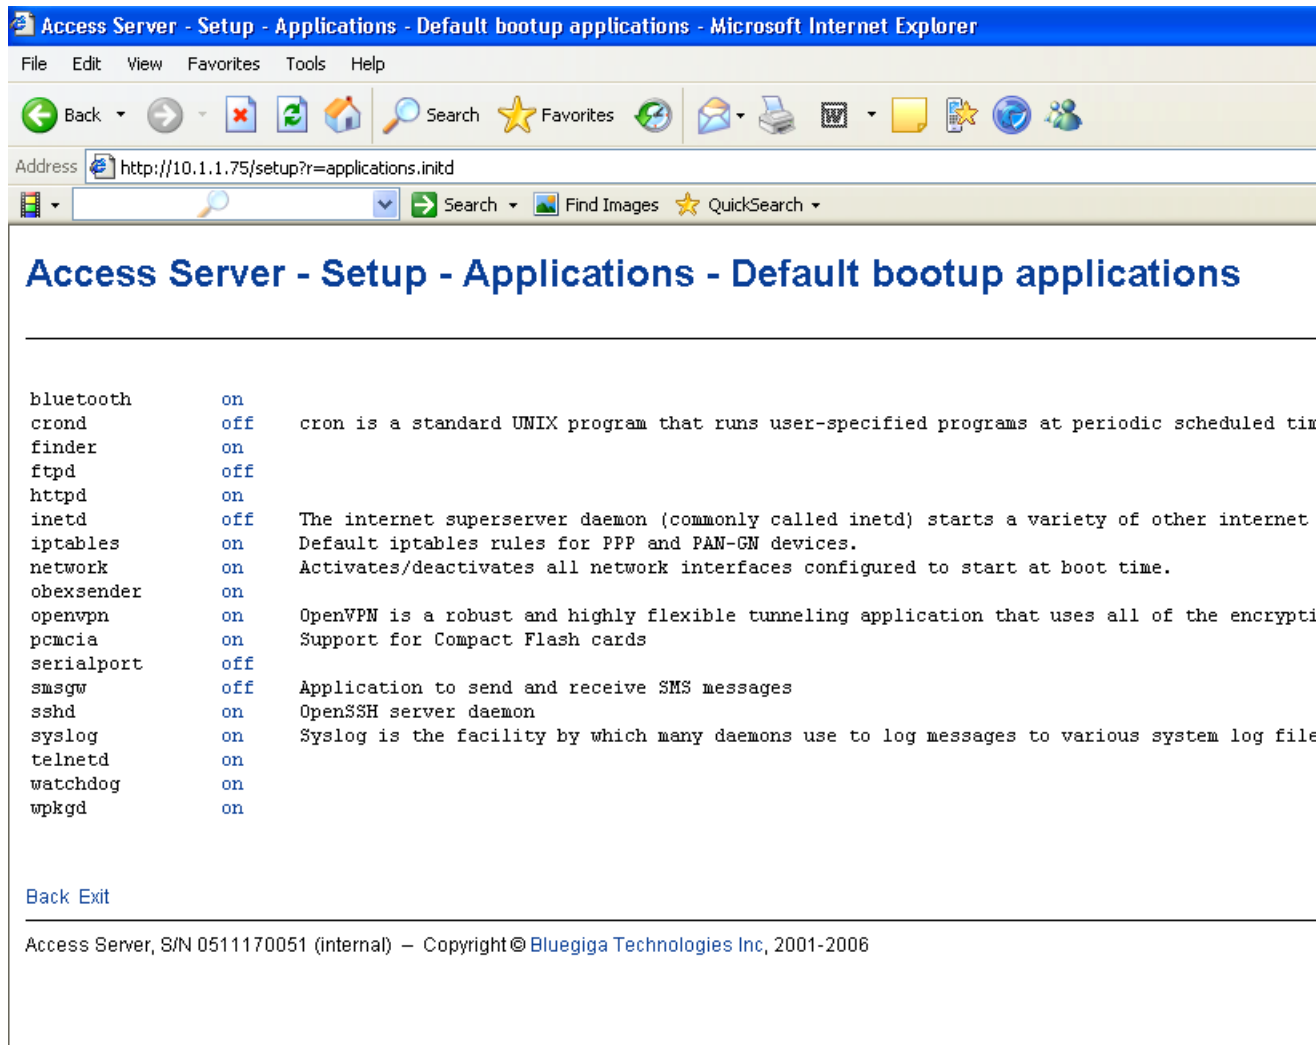 Access Server - Setup - Applications - Default bootup applications - Microsoft Internet Explorer
File Edit View Favorites Tools Help
Back Search Favorites
Address http://10.1.1.75/setup?r=applications.initd
Search Find Images QuickSearch
Access Server - Setup - Applications - Default bootup applications
bluetooth on
crond off cron is a standard UNIX program that runs user-specified programs at periodic scheduled
finder on
ftpd off
httpd on
inetd off The internet superserver daemon (commonly called inetd) starts a variety of other internet
iptables on Default iptables rules for PPP and PAN-GN devices.
network on Activates/deactivates all network interfaces configured to start at boot time.
obexsender on
openvpn on OpenVPN is a robust and highly flexible tunneling application that uses all of the
pcmcia on Support for Compact Flash cards
serialport off
smsgw off Application to send and receive SMS messages
sshd on OpenSSH server daemon
syslog on Syslog is the facility by which many daemons use to log messages to various system log
telnetd on
watchdog on
wpkgd on
Back Exit
Access Server, S/N 0511170051 (internal) – Copyright © Bluegiga Technologies Inc, 2001-2006